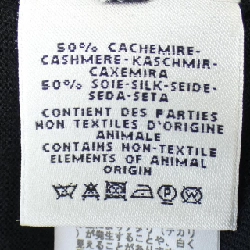 50% CACHEMIRE-
CASHMERE-KASCHMIR-
CAXEMIRA
50% SOIE-SILK-SEIDE-
SEDA-SETA
CONTIENT DES PARTIES
NON TEXTILES D'ORIGINE
ANIMALE
CONTAINS NON-TEXTILE
ELEMENTS OF ANIMAL
ORIGIN